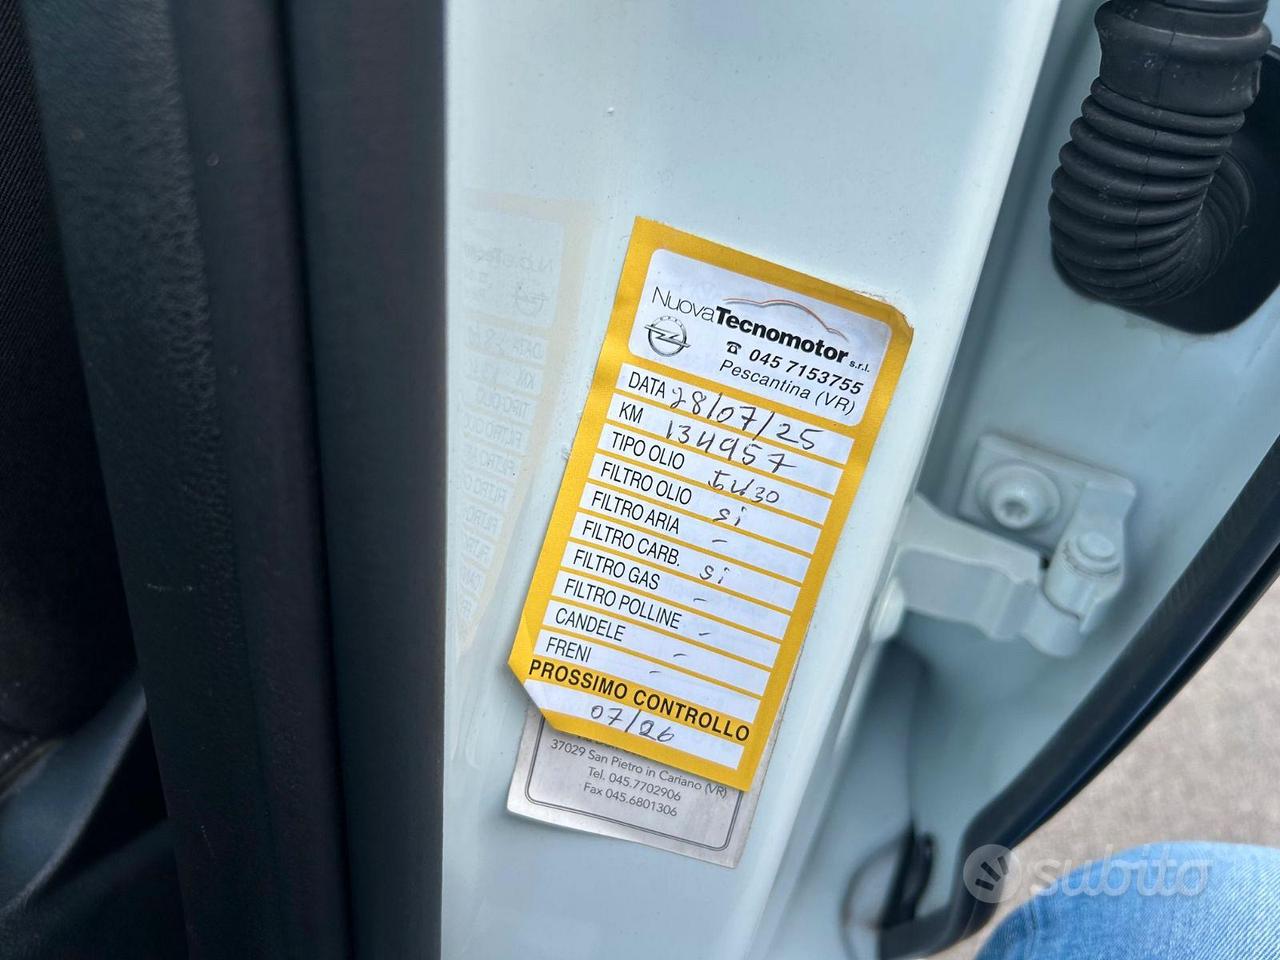 NuovaTecnomotor s.r.l.
☎ 045 7153755
Pescantina (VR)
DATA 28/07/25
KM 134957
TIPO OLIO 5W30
FILTRO OLIO si
FILTRO ARIA -
FILTRO CARB. si
FILTRO GAS -
FILTRO POLLINE -
CANDELE -
FRENI -
PROSSIMO CONTROLLO
07/26
37029 San Pietro in Cariano (VR)
Tel. 045.7702906
Fax 045.6801306
subito